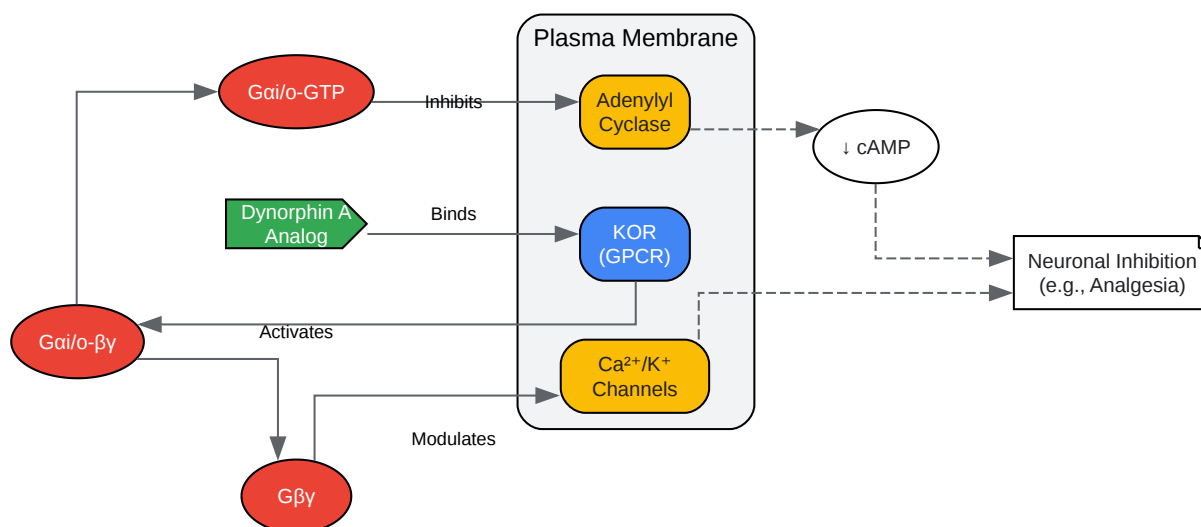 Plasma Membrane
Gαi/o-GTP
Inhibits
Adenylyl
Cyclase
↓ cAMP
Dynorphin A
Analog
Binds
KOR
(GPCR)
Neuronal Inhibition
(e.g., Analgesia)
Gαi/o-βγ
Activates
Ca²⁺/K⁺
Channels
Modulates
Gβγ